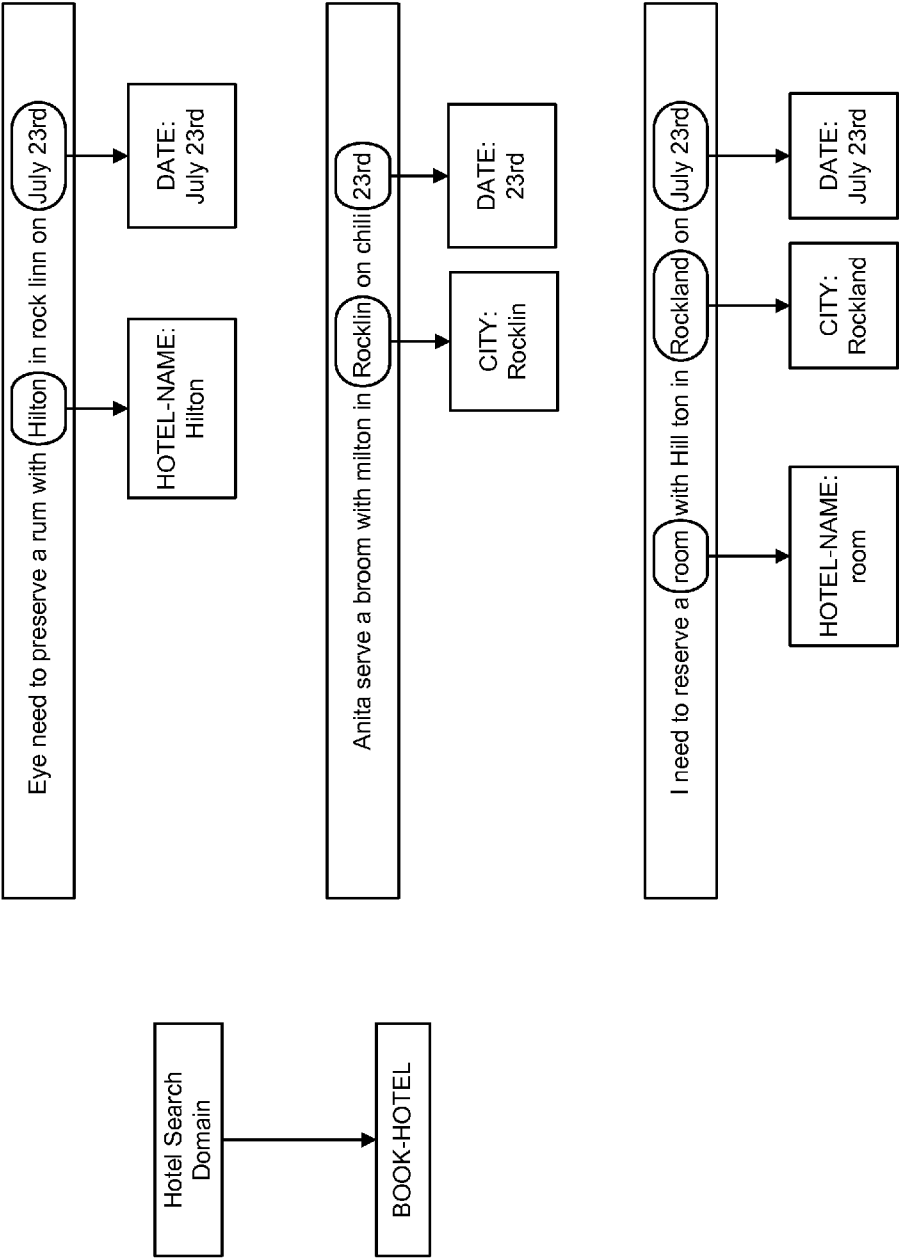 Hotel Search
Domain
BOOK-HOTEL
Eye need to preserve a rum with Hilton in rock linn on July 23rd
HOTEL-NAME:
Hilton
DATE:
July 23rd
Anita serve a broom with milton in Rocklin on chili 23rd
CITY:
Rocklin
DATE:
23rd
I need to reserve a room with Hill ton in Rockland on July 23rd
HOTEL-NAME:
room
CITY:
Rockland
DATE:
July 23rd